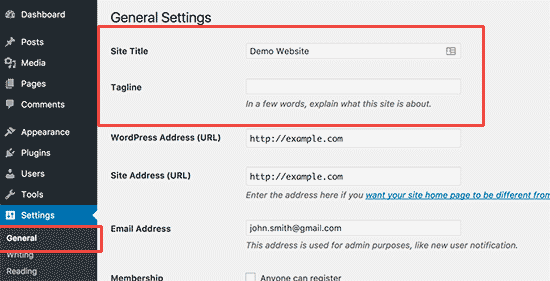 Dashboard
Posts
Media
Pages
Comments
Appearance
Plugins
Users
Tools
Settings
General
Writing
Reading
General Settings
Site Title
Demo Website
Tagline
In a few words, explain what this site is about.
WordPress Address (URL)
http://example.com
Site Address (URL)
http://example.com
Enter the address here if you want your site home page to be different from
Email Address
john.smith@gmail.com
This address is used for admin purposes, like new user notification.
Membership
Anyone can register